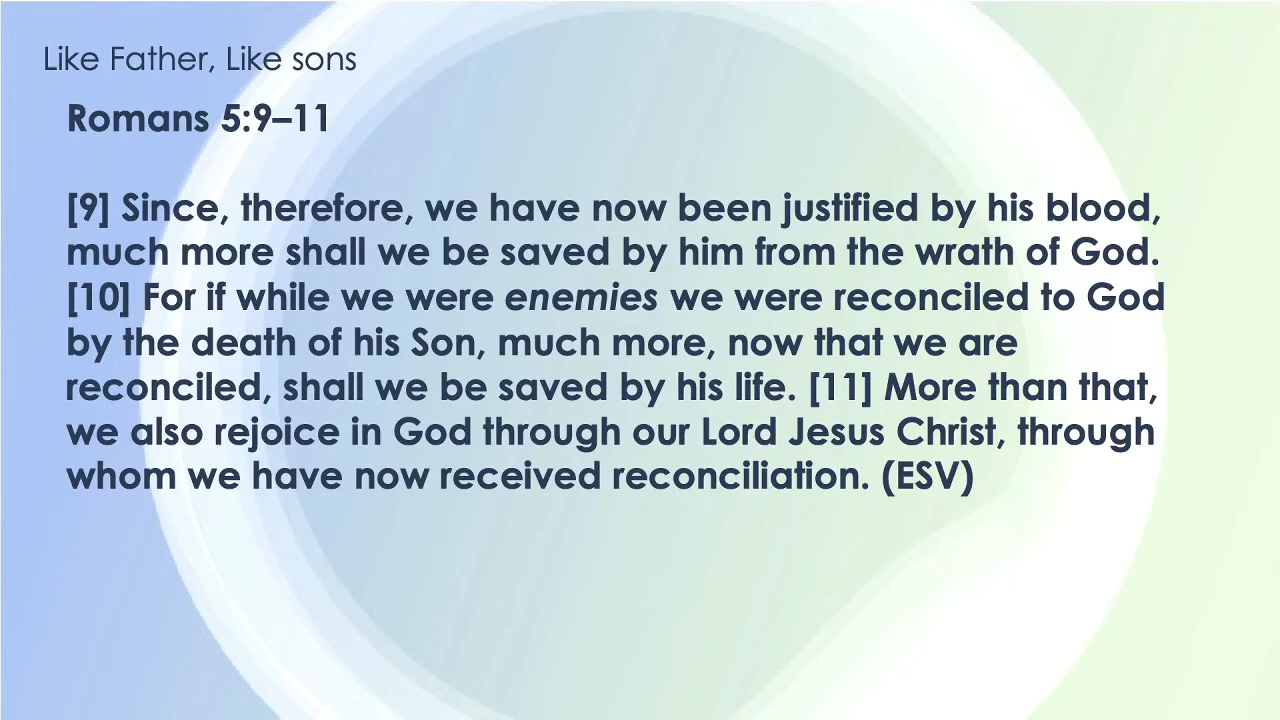 Like Father, Like sons
Romans 5:9–11
[9] Since, therefore, we have now been justified by his blood,
much more shall we be saved by him from the wrath of God.
[10] For if while we were enemies we were reconciled to God
by the death of his Son, much more, now that we are
reconciled, shall we be saved by his life. [11] More than that,
we also rejoice in God through our Lord Jesus Christ, through
whom we have now received reconciliation. (ESV)